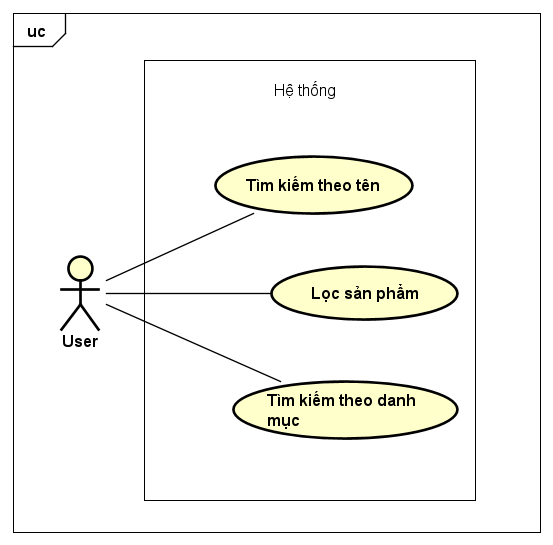 uc
Hệ thống
Tìm kiếm theo tên
Lọc sản phẩm
User
Tìm kiếm theo danh
mục